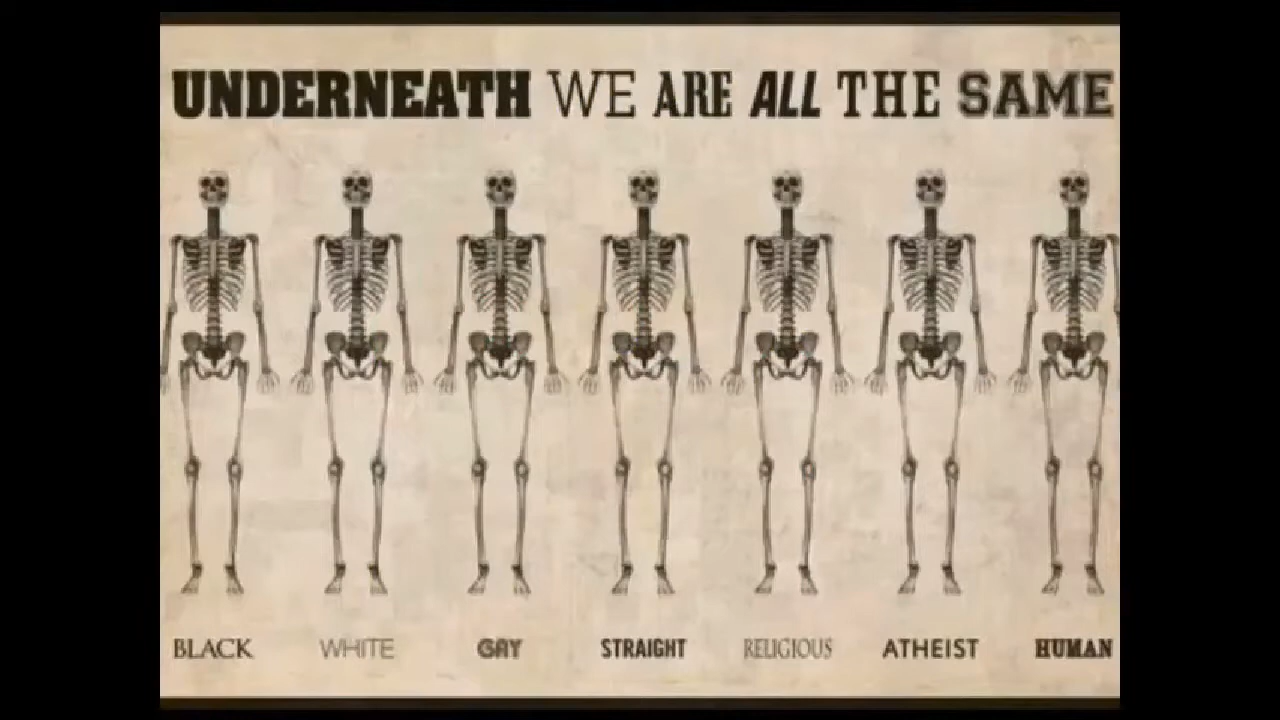 UNDERNEATH WE ARE ALL THE SAME
BLACK WHITE GAY STRAIGHT RELIGIOUS ATHEIST HUMAN